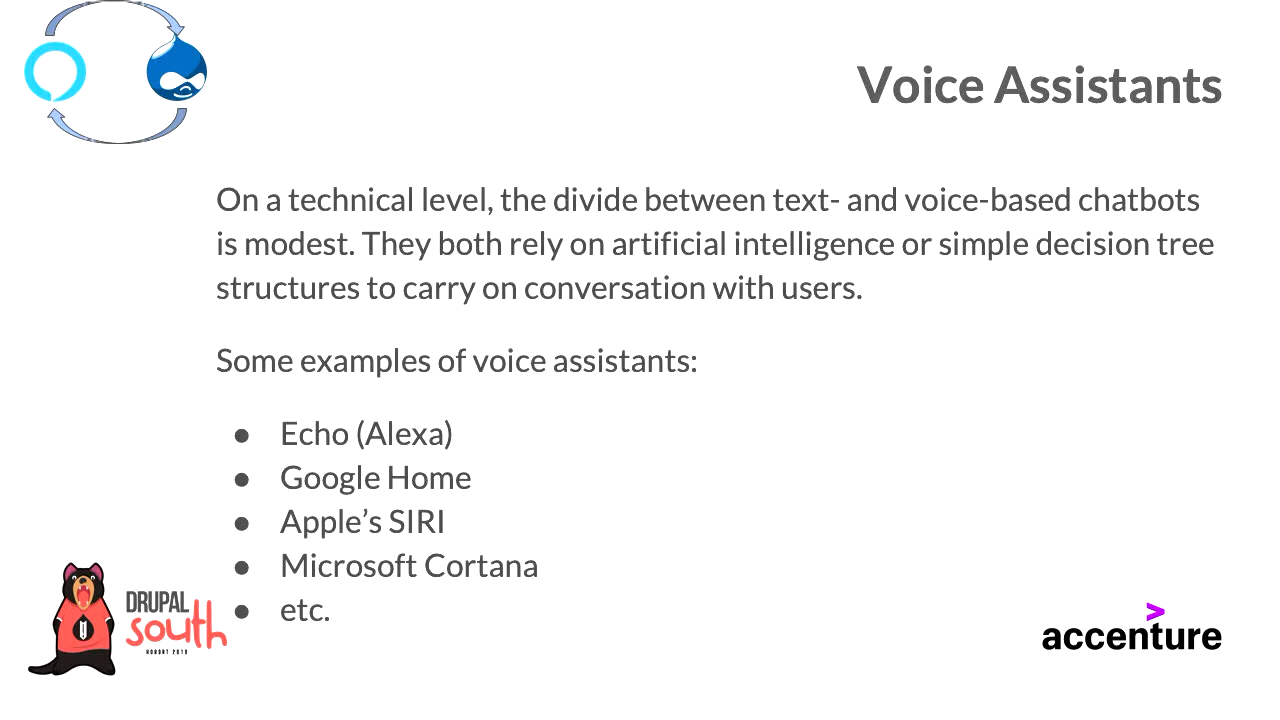 Voice Assistants
On a technical level, the divide between text- and voice-based chatbots
is modest. They both rely on artificial intelligence or simple decision tree
structures to carry on conversation with users.
Some examples of voice assistants:
● Echo (Alexa)
● Google Home
● Apple’s SIRI
● Microsoft Cortana
● etc.
DRUPAL
south
HOBART 2019
accenture